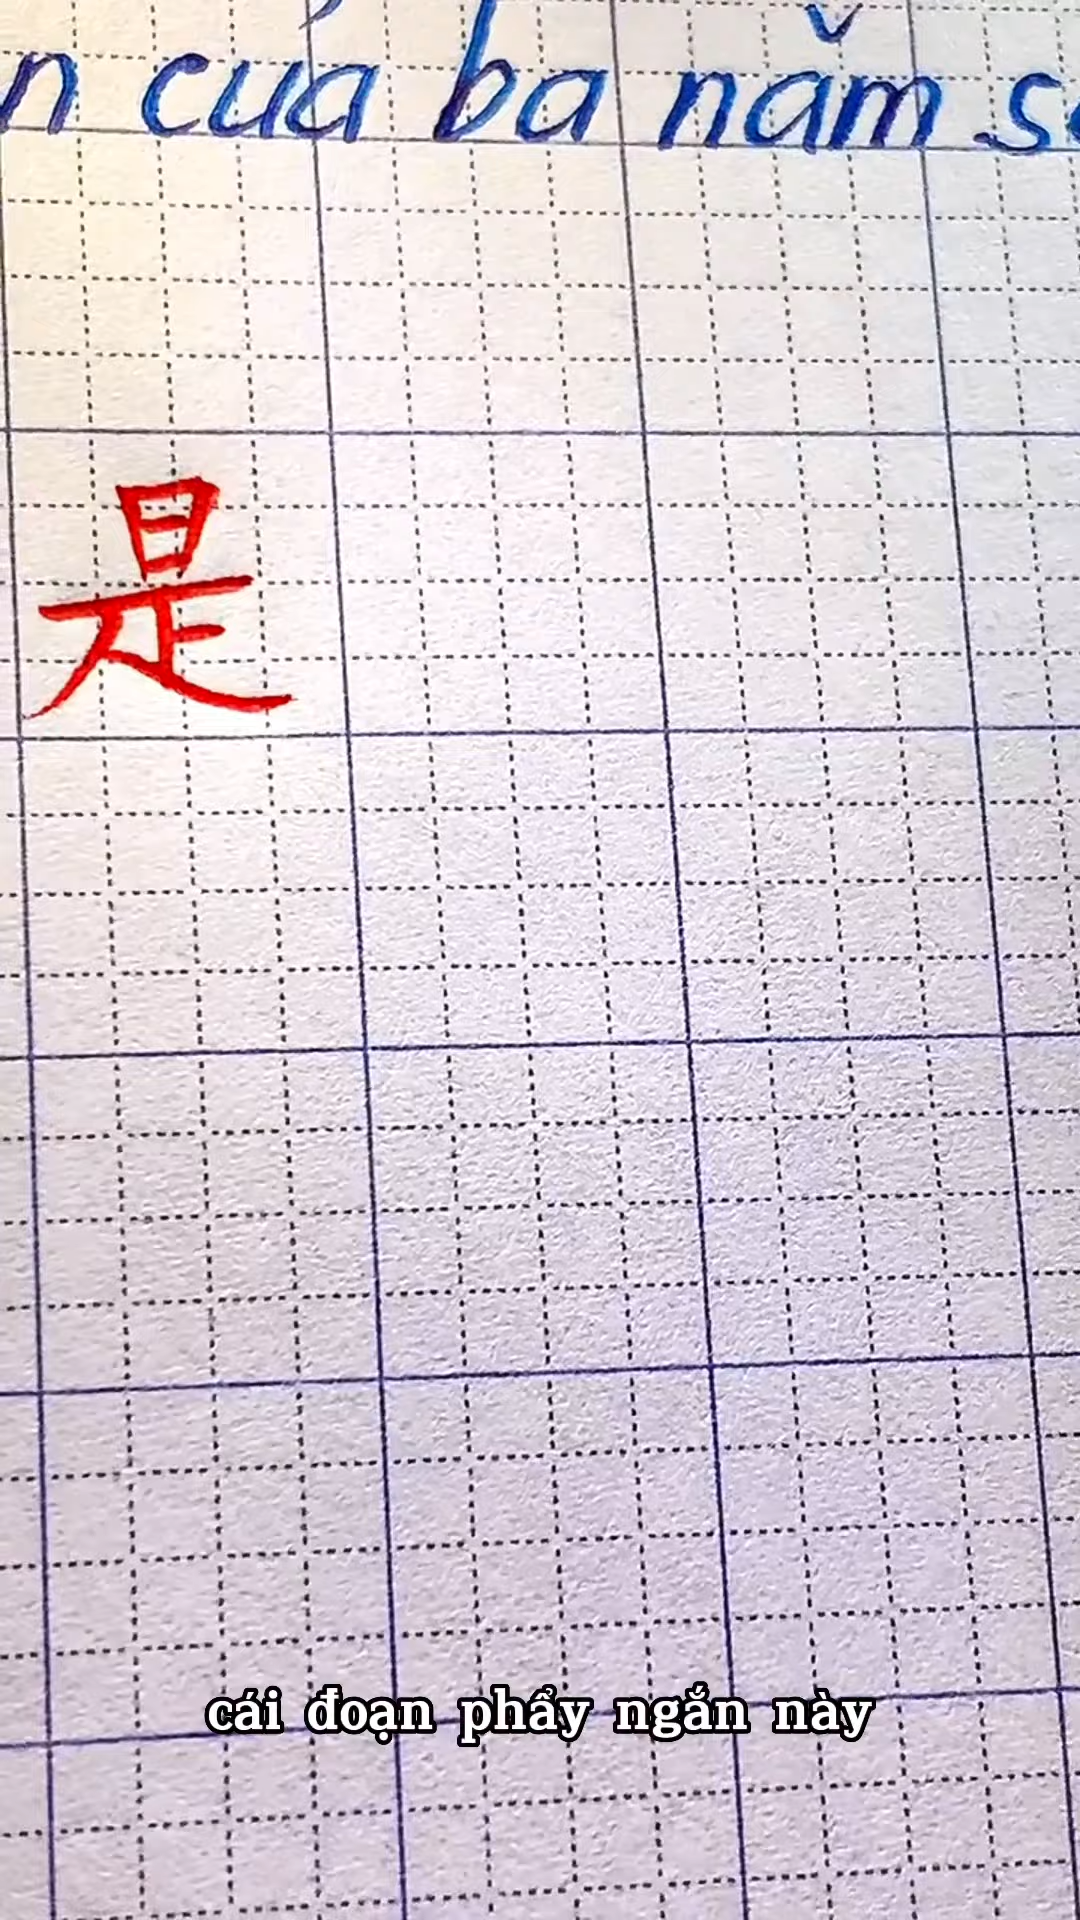 của ba năm
是
cái đoạn phẩy ngắn này